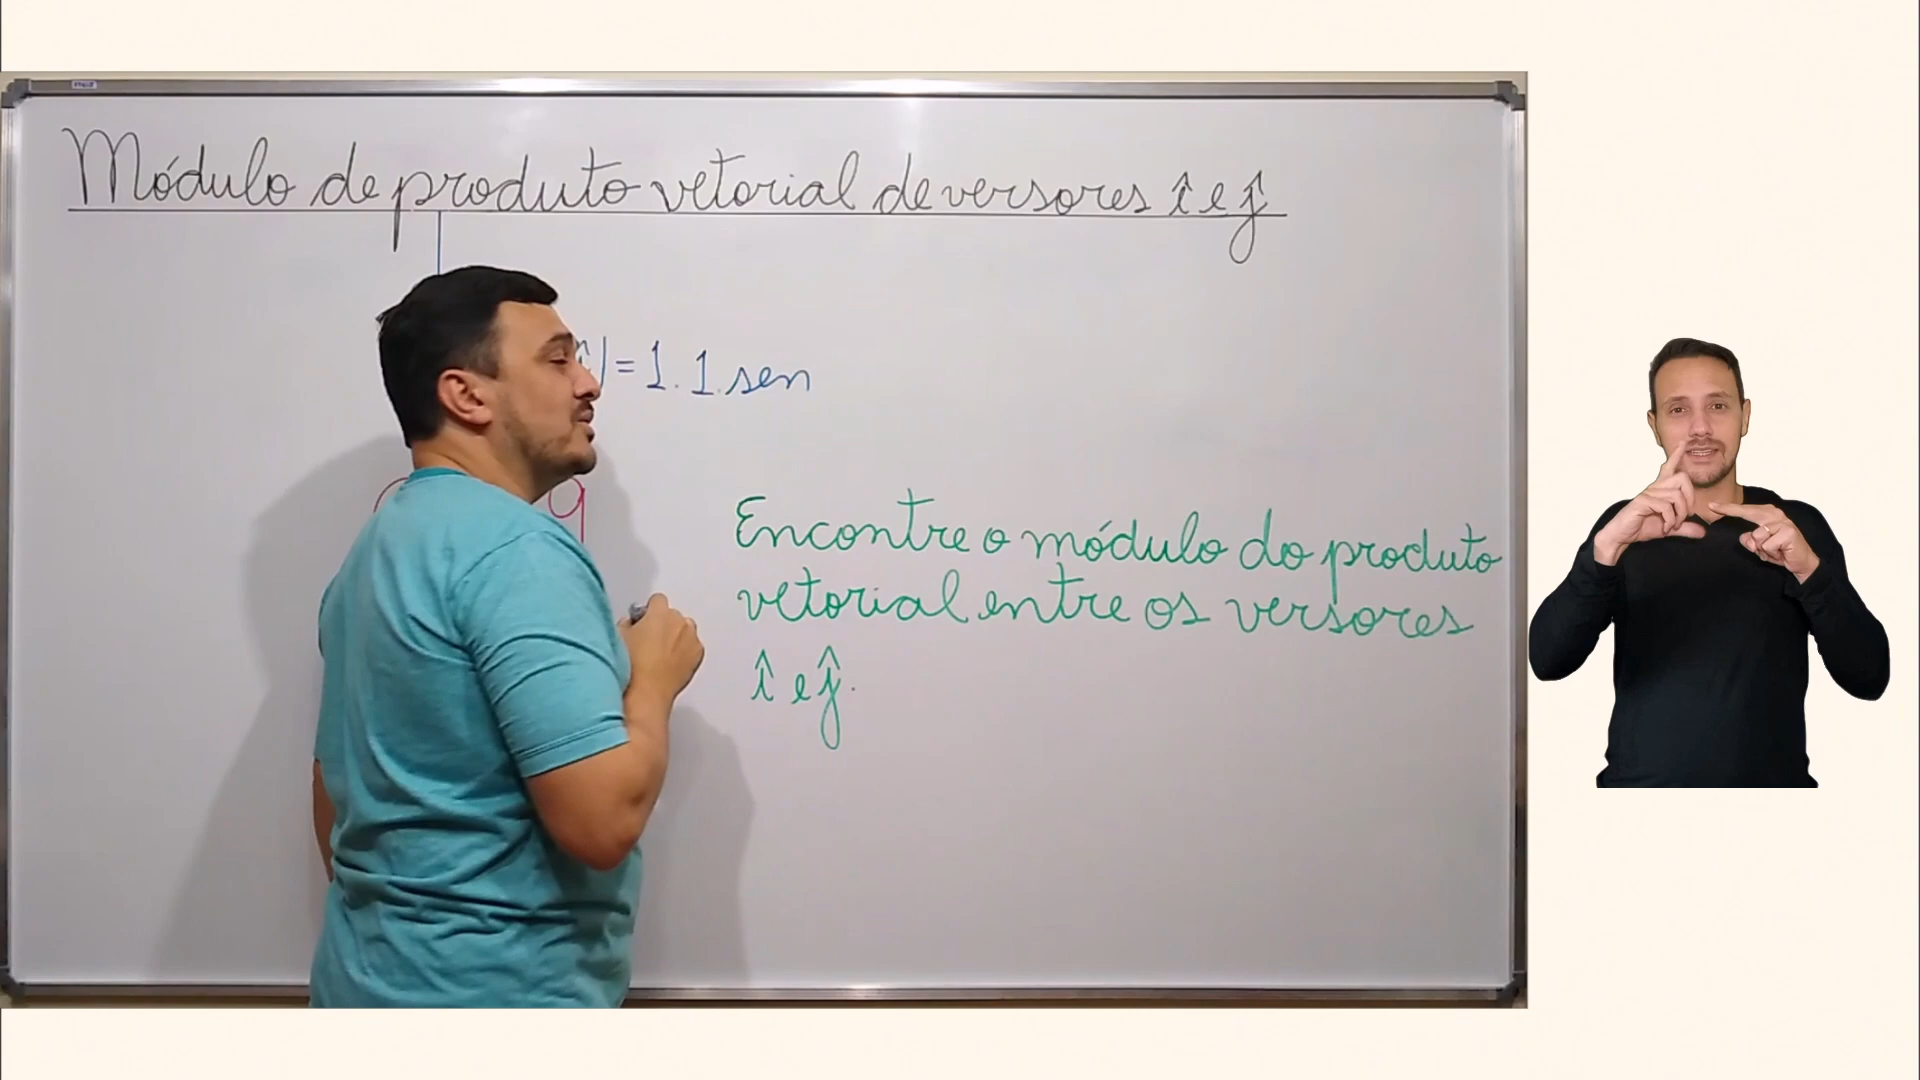 Módulo de produto vetorial de versores î e ĵ
| = 1 . 1 . sen
Encontre o módulo do produto
vetorial entre os versores
î e ĵ.